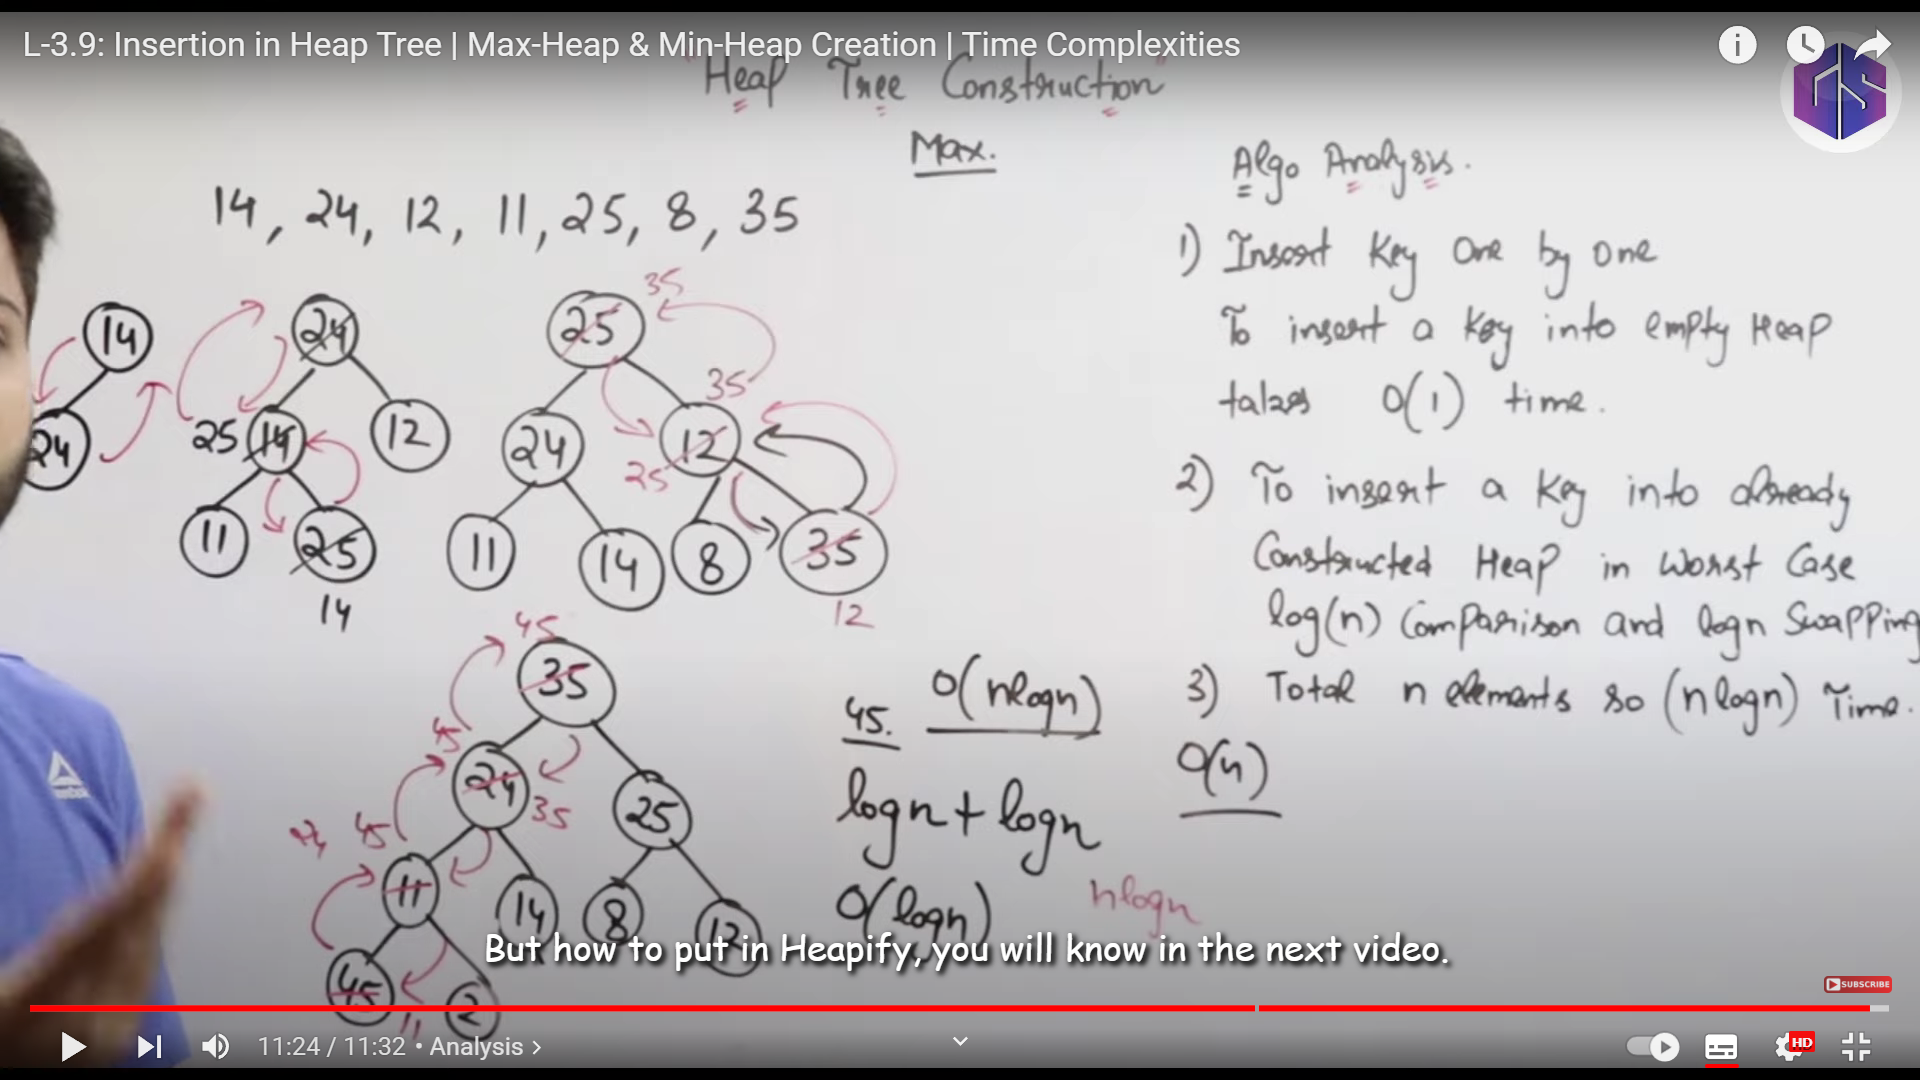 L-3.9: Insertion in Heap Tree | Max-Heap & Min-Heap Creation | Time Complexities
"Heap Tree Construction"
Max.
Algo Analysis.
14, 24, 12, 11, 25, 8, 35
1) Insert Key One by one
To insert a Key into empty Heap
takes O(1) time.
2) To insert a Key into already
Constructed Heap in Worst Case
log(n) Comparison and logn Swapping
3) Total n elements so (nlogn) Time.
O(n)
14
24
24
25 14
12
11
25
14
35
25
35
24
12
25
11
14
8
35
12
45
35
45
24
35
25
24 45
11
14
8
12
45
2
11
45. O(nlogn)
logn + logn
O(logn)
nlogn
But how to put in Heapify, you will know in the next video.
SUBSCRIBE
11:24 / 11:32 • Analysis >
HD